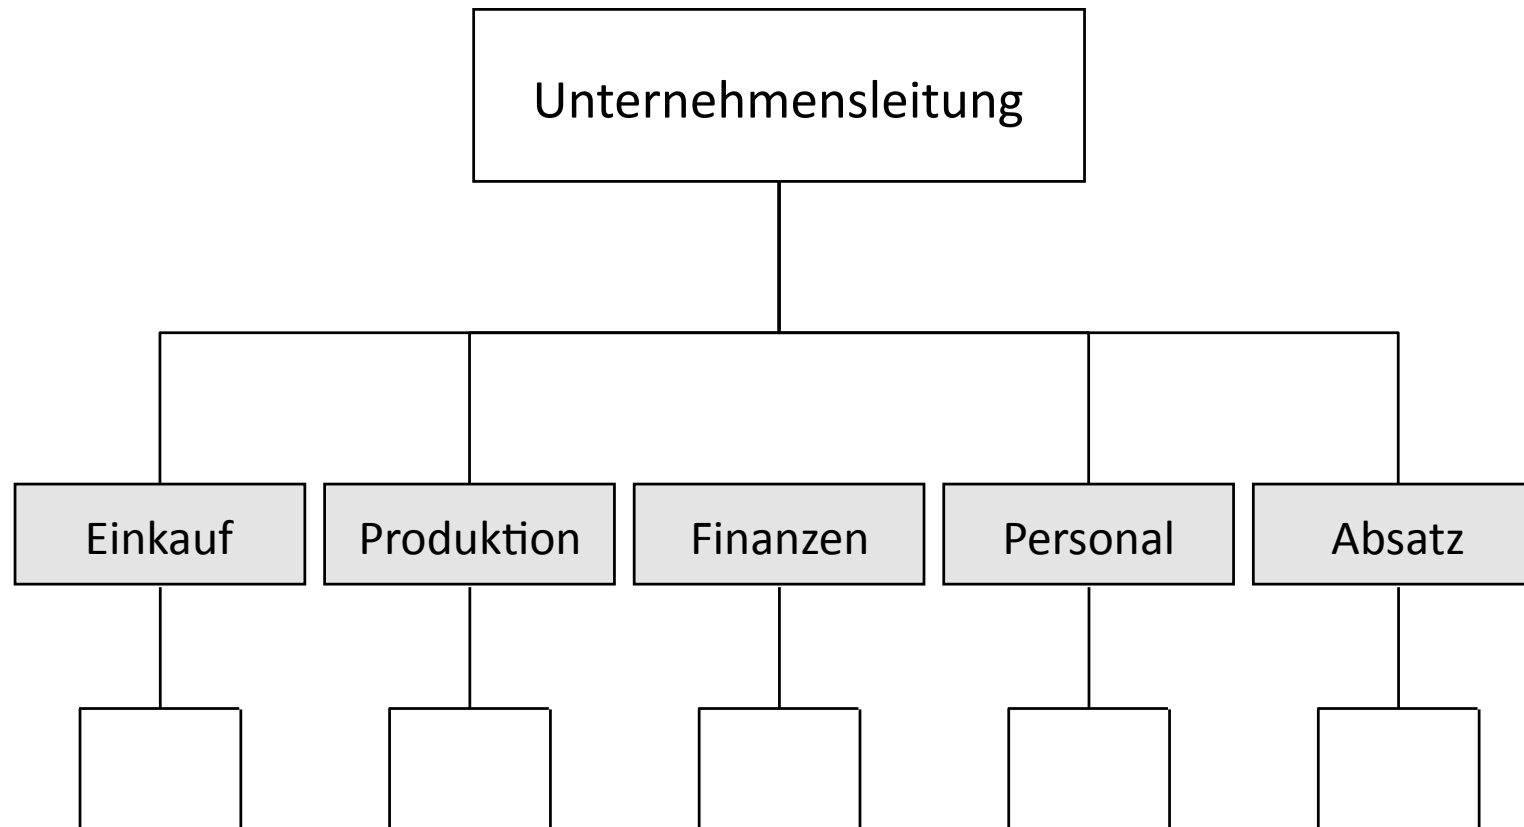 Unternehmensleitung
Einkauf
Produktion
Finanzen
Personal
Absatz